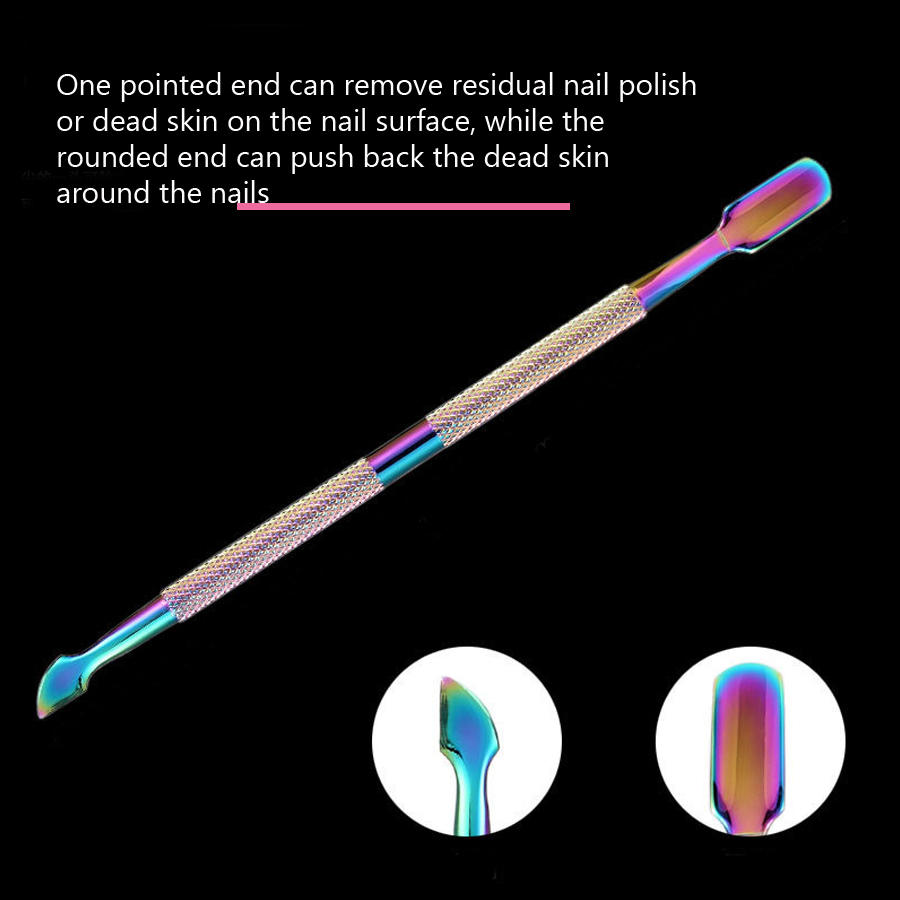 One pointed end can remove residual nail polish
or dead skin on the nail surface, while the
rounded end can push back the dead skin
around the nails